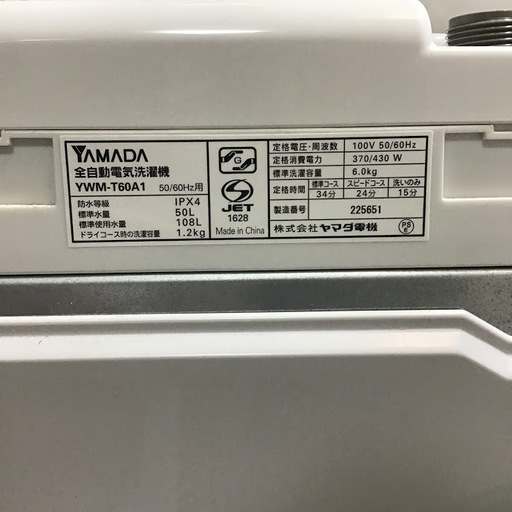 YAMADA
全自動電気洗濯機
YWM-T60A1 50/60Hz用
防水等級 IPX4
標準水量 50L
標準使用水量 108L
ドライコース時の洗濯容量 1.2kg
G
S
JET
1628
Made in China
定格電圧・周波数 100V 50/60Hz
定格消費電力 370/430 W
標準洗濯容量 6.0kg
定格時間 標準コース スピードコース 洗いのみ
34分 24分 15分
製造番号 225651
株式会社ヤマダ電機
PS
E